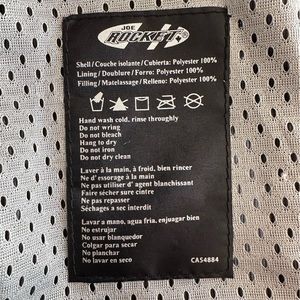 JOE
ROCKET
Shell / Couche isolante / Cubierta: Polyester 100%
Lining / Doublure / Forro: Polyester 100%
Filling / Matelassage / Relleno: Polyester 100%
Hand wash cold, rinse thoroughly
Do not wring
Do not bleach
Hang to dry
Do not iron
Do not dry clean
Laver à la main, à froid, bien rincer
Ne d'essorage à la main
Ne pas utiliser d' agent blanchissant
Faire sécher sure cintre
Ne pas repasser
Séchages a sec interdit
Lavar a mano, agua fria, enjuagar bien
No estrujar
No usar blanquedor
Colgar para secar
No planchar
No lavar en seco
CA54884